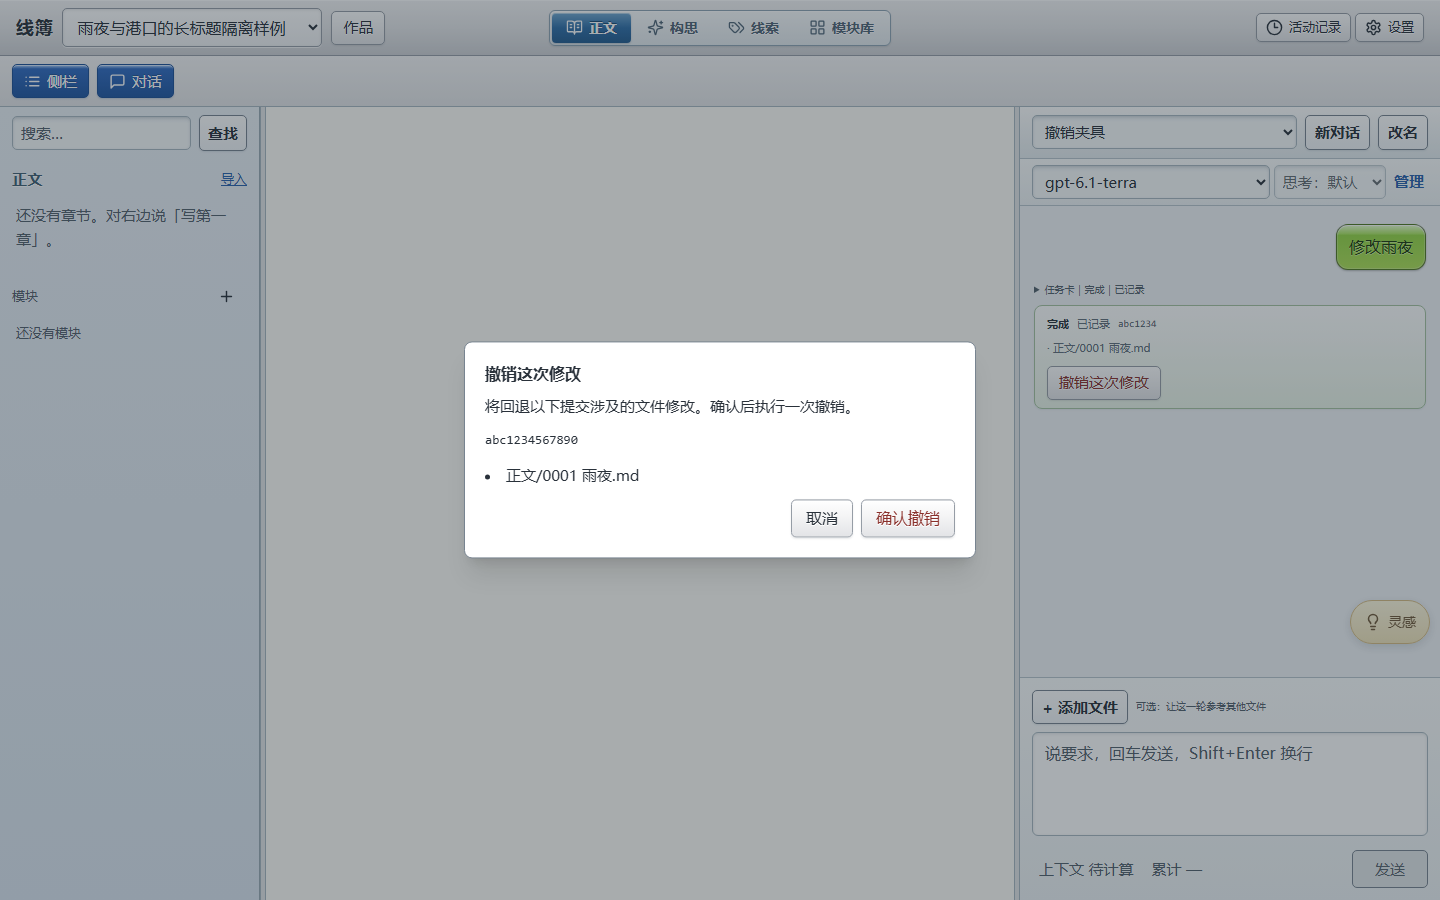 线簿
雨夜与港口的长标题隔离样例
作品
正文
构思
线索
模块库
活动记录
设置
侧栏
对话
搜索...
查找
正文
导入
还没有章节。对右边说「写第一
章」。
模块
+
还没有模块
撤销夹具
新对话
改名
gpt-6.1-terra
思考：默认
管理
修改雨夜
任务卡 | 完成 | 已记录
完成 已记录 abc1234
· 正文/0001 雨夜.md
撤销这次修改
撤销这次修改
将回退以下提交涉及的文件修改。确认后执行一次撤销。
abc1234567890
• 正文/0001 雨夜.md
取消
确认撤销
灵感
+ 添加文件
可选：让这一轮参考其他文件
说要求，回车发送，Shift+Enter 换行
上下文 待计算 累计 —
发送